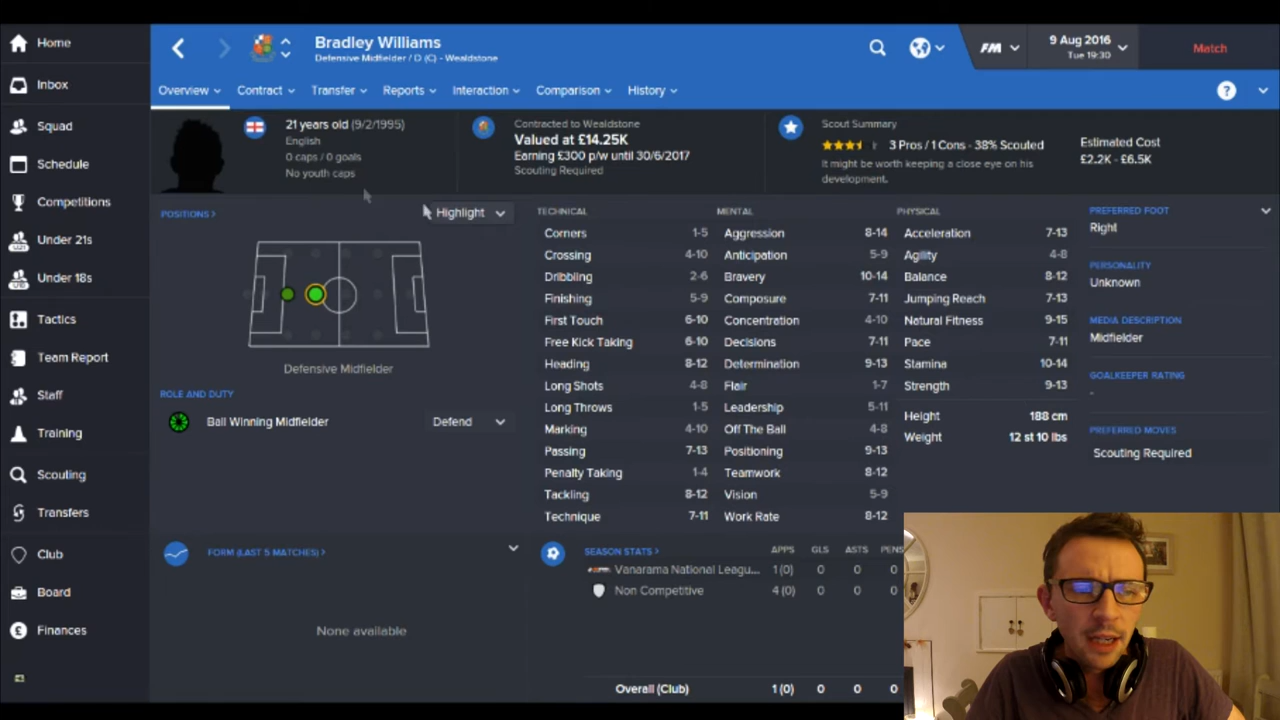 Home
Inbox
Squad
Schedule
Competitions
Under 21s
Under 18s
Tactics
Team Report
Staff
Training
Scouting
Transfers
Club
Board
Finances
Bradley Williams
Defensive Midfielder / D (C) - Wealdstone
FM
9 Aug 2016
Tue 19:30
Match
Overview
Contract
Transfer
Reports
Interaction
Comparison
History
?
21 years old (9/2/1995)
English
0 caps / 0 goals
No youth caps
Contracted to Wealdstone
Valued at £14.25K
Earning £300 p/w until 30/6/2017
Scouting Required
Scout Summary
3 Pros / 1 Cons - 38% Scouted
It might be worth keeping a close eye on his
development.
Estimated Cost
£2.2K - £6.5K
POSITIONS >
Highlight
Defensive Midfielder
ROLE AND DUTY
Ball Winning Midfielder Defend
TECHNICAL
Corners 1-5
Crossing 4-10
Dribbling 2-6
Finishing 5-9
First Touch 6-10
Free Kick Taking 6-10
Heading 8-12
Long Shots 4-8
Long Throws 1-5
Marking 4-10
Passing 7-13
Penalty Taking 1-4
Tackling 8-12
Technique 7-11
MENTAL
Aggression 8-14
Anticipation 5-9
Bravery 10-14
Composure 7-11
Concentration 4-10
Decisions 7-11
Determination 9-13
Flair 1-7
Leadership 5-11
Off The Ball 4-8
Positioning 9-13
Teamwork 8-12
Vision 5-9
Work Rate 8-12
PHYSICAL
Acceleration 7-13
Agility 4-8
Balance 8-12
Jumping Reach 7-13
Natural Fitness 9-15
Pace 7-11
Stamina 10-14
Strength 9-13
Height 188 cm
Weight 12 st 10 lbs
PREFERRED FOOT
Right
PERSONALITY
Unknown
MEDIA DESCRIPTION
Midfielder
GOALKEEPER RATING
-
PREFERRED MOVES
Scouting Required
FORM (LAST 5 MATCHES) >
None available
SEASON STATS > APPS GLS ASTS PENS
Vanarama National Leagu... 1(0) 0 0 0
Non Competitive 4(0) 0 0 0
Overall (Club) 1(0) 0 0 0